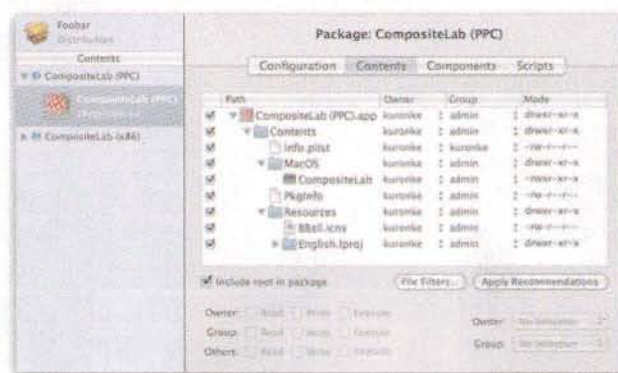 Foobar
Distribution
Contents
CompositeLab (PPC)
CompositeLab (PPC)
CompositeLab (x86)
Package: CompositeLab (PPC)
Configuration Contents Components Scripts
Path Owner Group Mode
CompositeLab (PPC).app kuronke admin drwxr-xr-x
Contents kuronke admin drwxr-xr-x
Info.plist kuronke kuronke -rw-r--r--
MacOS kuronke admin drwxr-xr-x
CompositeLab kuronke admin -rwxr-xr-x
PkgInfo kuronke admin -rw-r--r--
Resources kuronke admin drwxr-xr-x
BBall.icns kuronke admin -rw-r--r--
English.lproj kuronke admin drwxr-xr-x
Include root in package File Filters... Apply Recommendations
Owner: Read Write Execute
Group: Read Write Execute
Others: Read Write Execute
Owner: No Selection
Group: No Selection